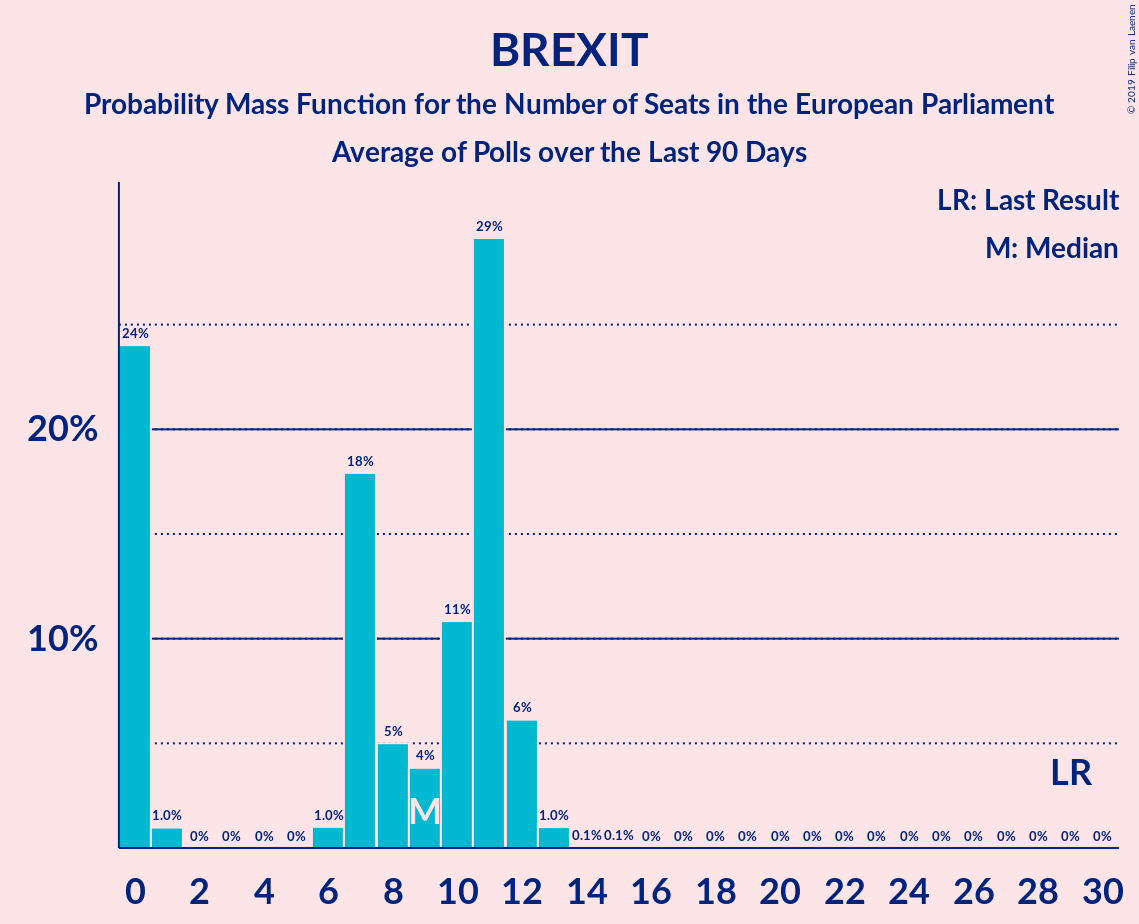 BREXIT
Probability Mass Function for the Number of Seats in the European Parliament
Average of Polls over the Last 90 Days
© 2019 Filip van Laenen
LR: Last Result
M: Median
29%
24%
20%
18%
11%
10%
6%
5%
4%
LR
M
1.0% 0% 0% 0% 0% 1.0% 1.0% 0.1% 0.1% 0% 0% 0% 0% 0% 0% 0% 0% 0% 0% 0% 0% 0% 0% 0%
0 2 4 6 8 10 12 14 16 18 20 22 24 26 28 30